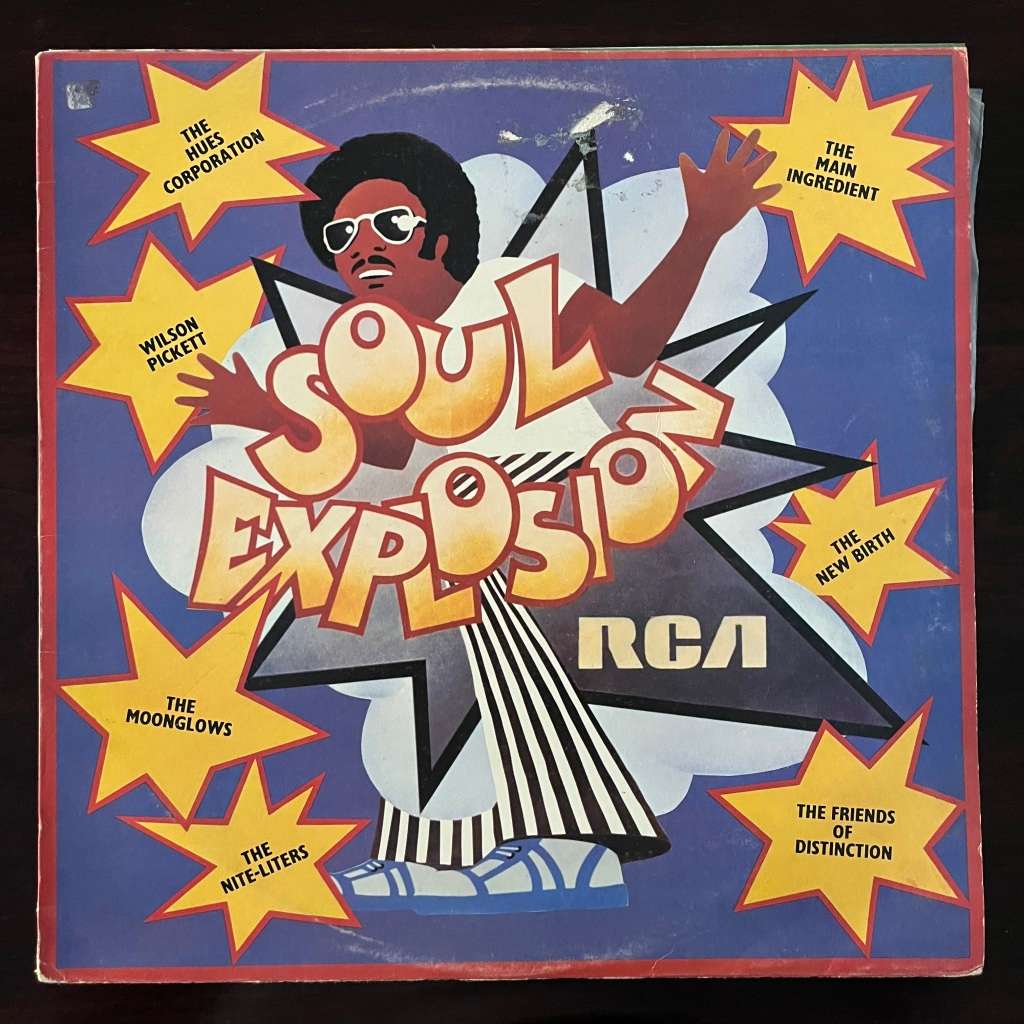 THE
HUES
CORPORATION
THE
MAIN
INGREDIENT
WILSON
PICKETT
SOUL
EXPLOSION
THE
NEW BIRTH
RCA
THE
MOONGLOWS
THE
NITE-LITERS
THE FRIENDS
OF
DISTINCTION